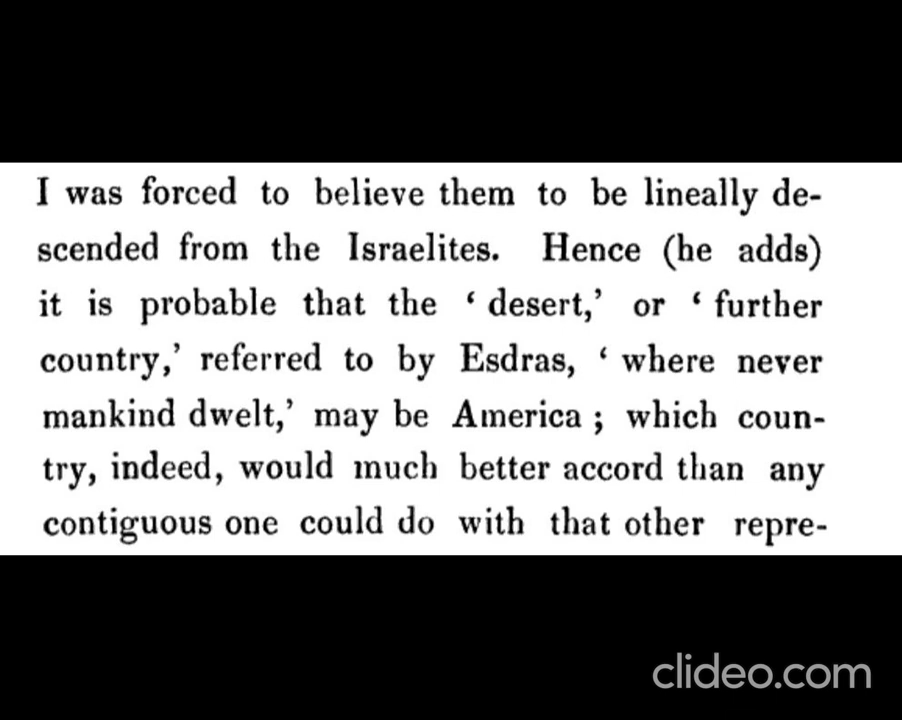 I was forced to believe them to be lineally de-
scended from the Israelites. Hence (he adds)
it is probable that the ‘ desert,’ or ‘ further
country,’ referred to by Esdras, ‘ where never
mankind dwelt,’ may be America ; which coun-
try, indeed, would much better accord than any
contiguous one could do with that other repre-
clideo.com